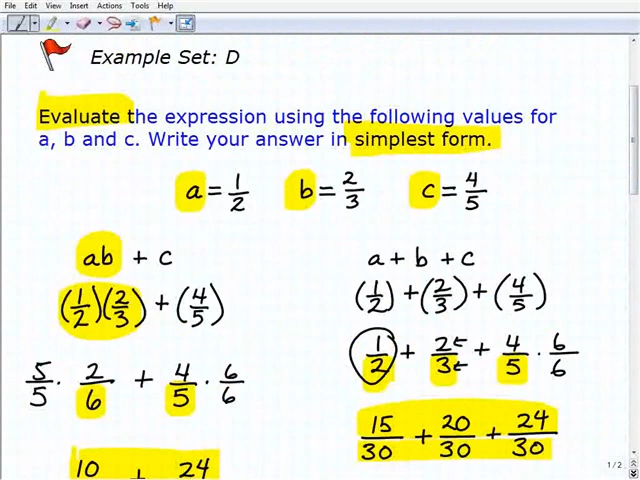 File Edit View Insert Actions Tools Help
Example Set: D
Evaluate the expression using the following values for
a, b and c. Write your answer in simplest form.
a = 1/2 b = 2/3 c = 4/5
ab + c
(1/2)(2/3) + (4/5)
5/5 · 2/6 + 4/5 · 6/6
10 + 24
a + b + c
(1/2) + (2/3) + (4/5)
1/2 + 2/3 + 4/5 · 6/6
15/30 + 20/30 + 24/30
1/2